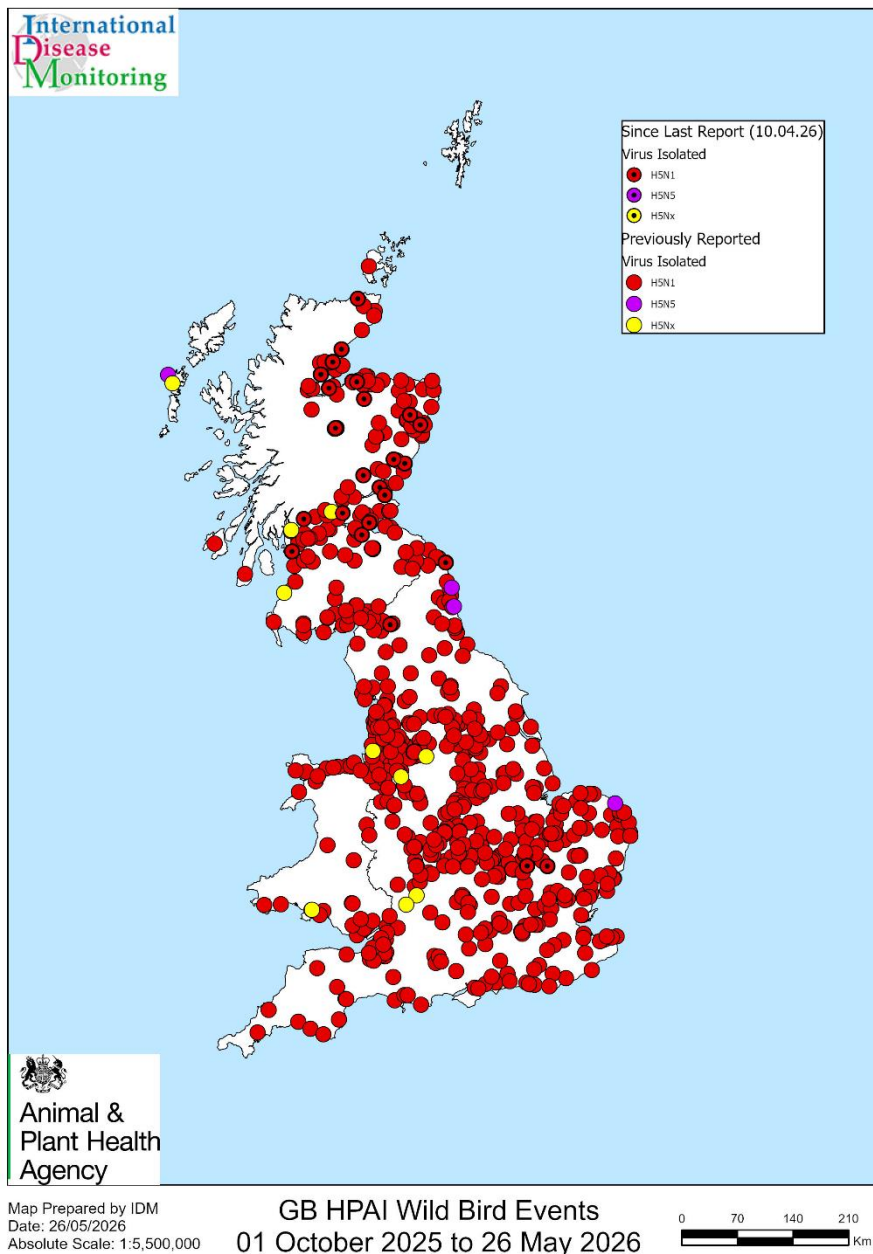 International
Disease
Monitoring
Since Last Report (10.04.26)
Virus Isolated
H5N1
H5N5
H5Nx
Previously Reported
Virus Isolated
H5N1
H5N5
H5Nx
Animal &
Plant Health
Agency
Map Prepared by IDM
Date: 26/05/2026
Absolute Scale: 1:5,500,000
GB HPAI Wild Bird Events
01 October 2025 to 26 May 2026
0 70 140 210
Km